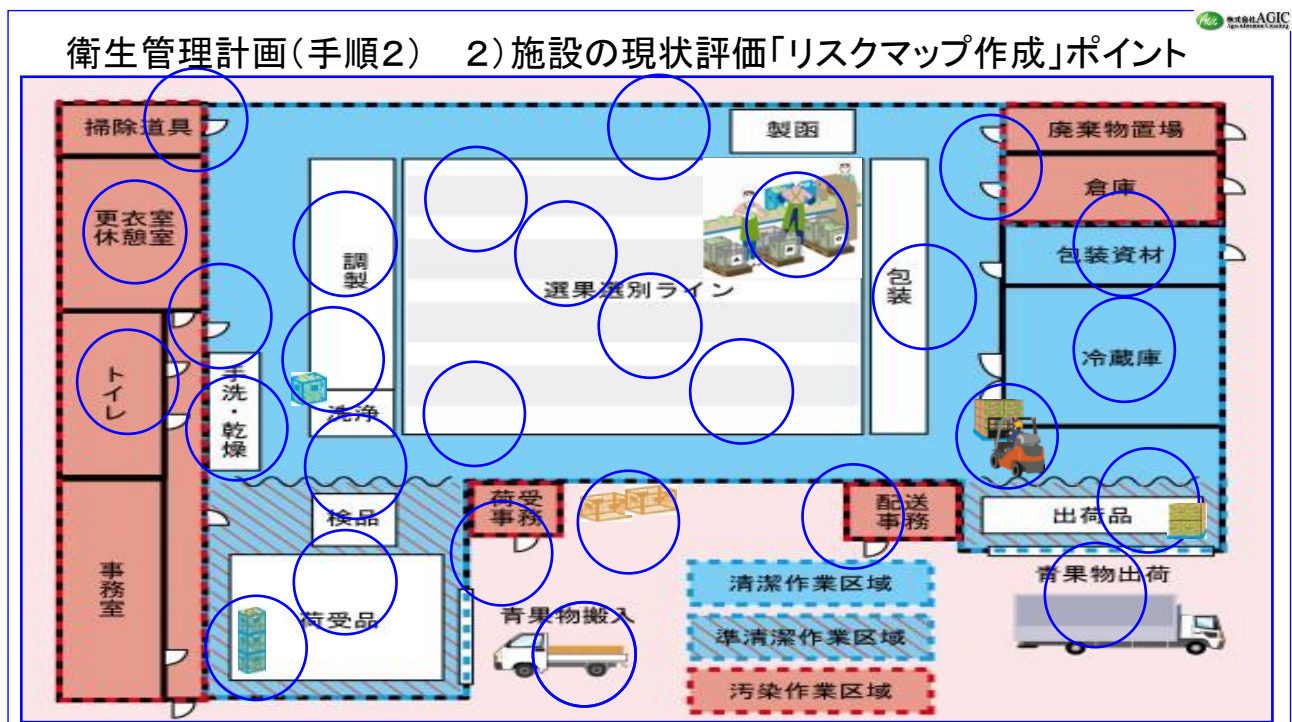 株式会社AGIC
Agro-Information Consulting
衛生管理計画(手順2)　2)施設の現状評価「リスクマップ作成」ポイント
掃除道具
製函
廃棄物置場
倉庫
更衣室
休憩室
調製
選果選別ライン
包装
包装資材
冷蔵庫
トイレ
手洗・乾燥
洗浄
検品
荷受
事務
配送
事務
出荷品
事務室
荷受品
青果物搬入
清潔作業区域
準清潔作業区域
汚染作業区域
青果物出荷